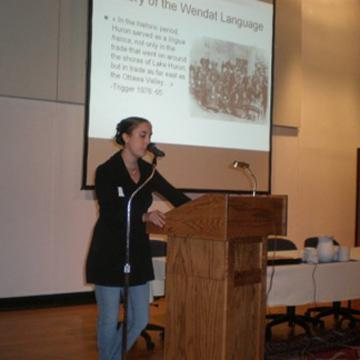 ry of the Wendat Language
« In the historic period,
Huron served as a lingua
franca, not only in the
trade that went on around
the shores of Lake Huron,
but in trade as far east as
the Ottawa Valley. »
-Trigger 1976: 65